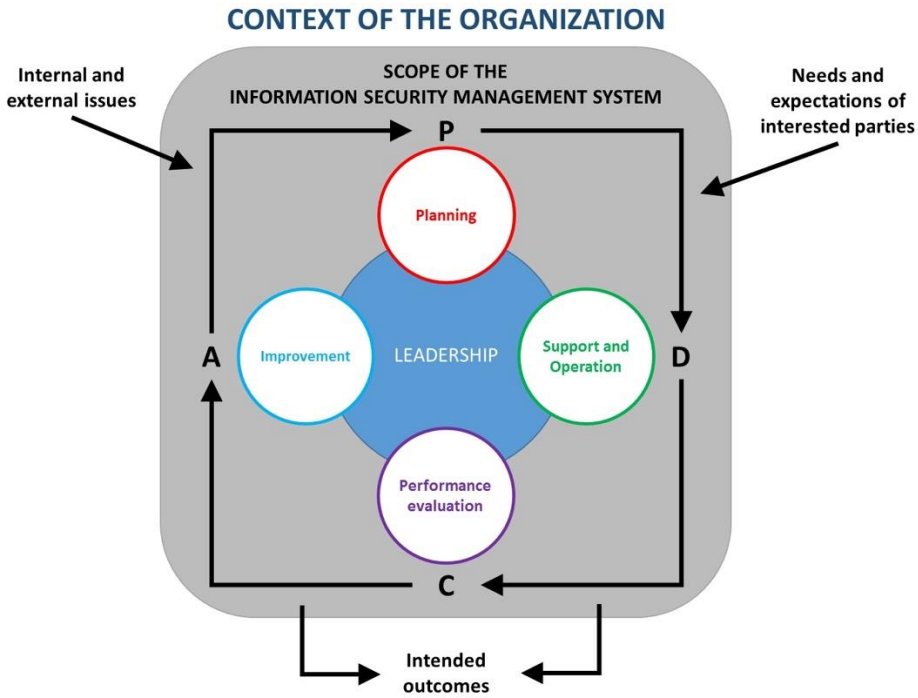 CONTEXT OF THE ORGANIZATION
Internal and
external issues
SCOPE OF THE
INFORMATION SECURITY MANAGEMENT SYSTEM
Needs and
expectations of
interested parties
P
Planning
A
Improvement
LEADERSHIP
Support and
Operation
D
Performance
evaluation
C
Intended
outcomes